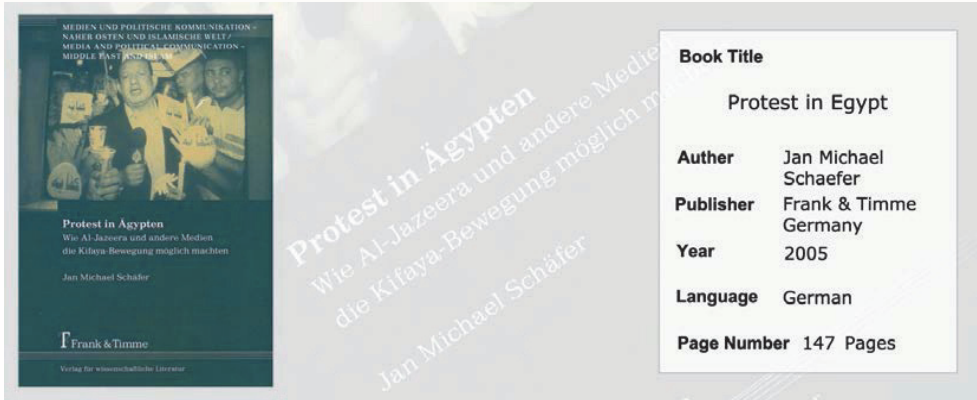 MEDIEN UND POLITISCHE KOMMUNIKATION –
NAHER OSTEN UND ISLAMISCHE WELT /
MEDIA AND POLITICAL COMMUNICATION –
MIDDLE EAST AND ISLAM
Protest in Ägypten
Wie Al-Jazeera und andere Medien
die Kifaya-Bewegung möglich machten
Jan Michael Schäfer
Frank & Timme
Verlag für wissenschaftliche Literatur
Protest in Ägypten
Wie Al-Jazeera und andere Medien
die Kifaya-Bewegung möglich m
Jan Michael Schäfer
Book Title
Protest in Egypt
Auther Jan Michael
Schaefer
Publisher Frank & Timme
Germany
Year 2005
Language German
Page Number 147 Pages